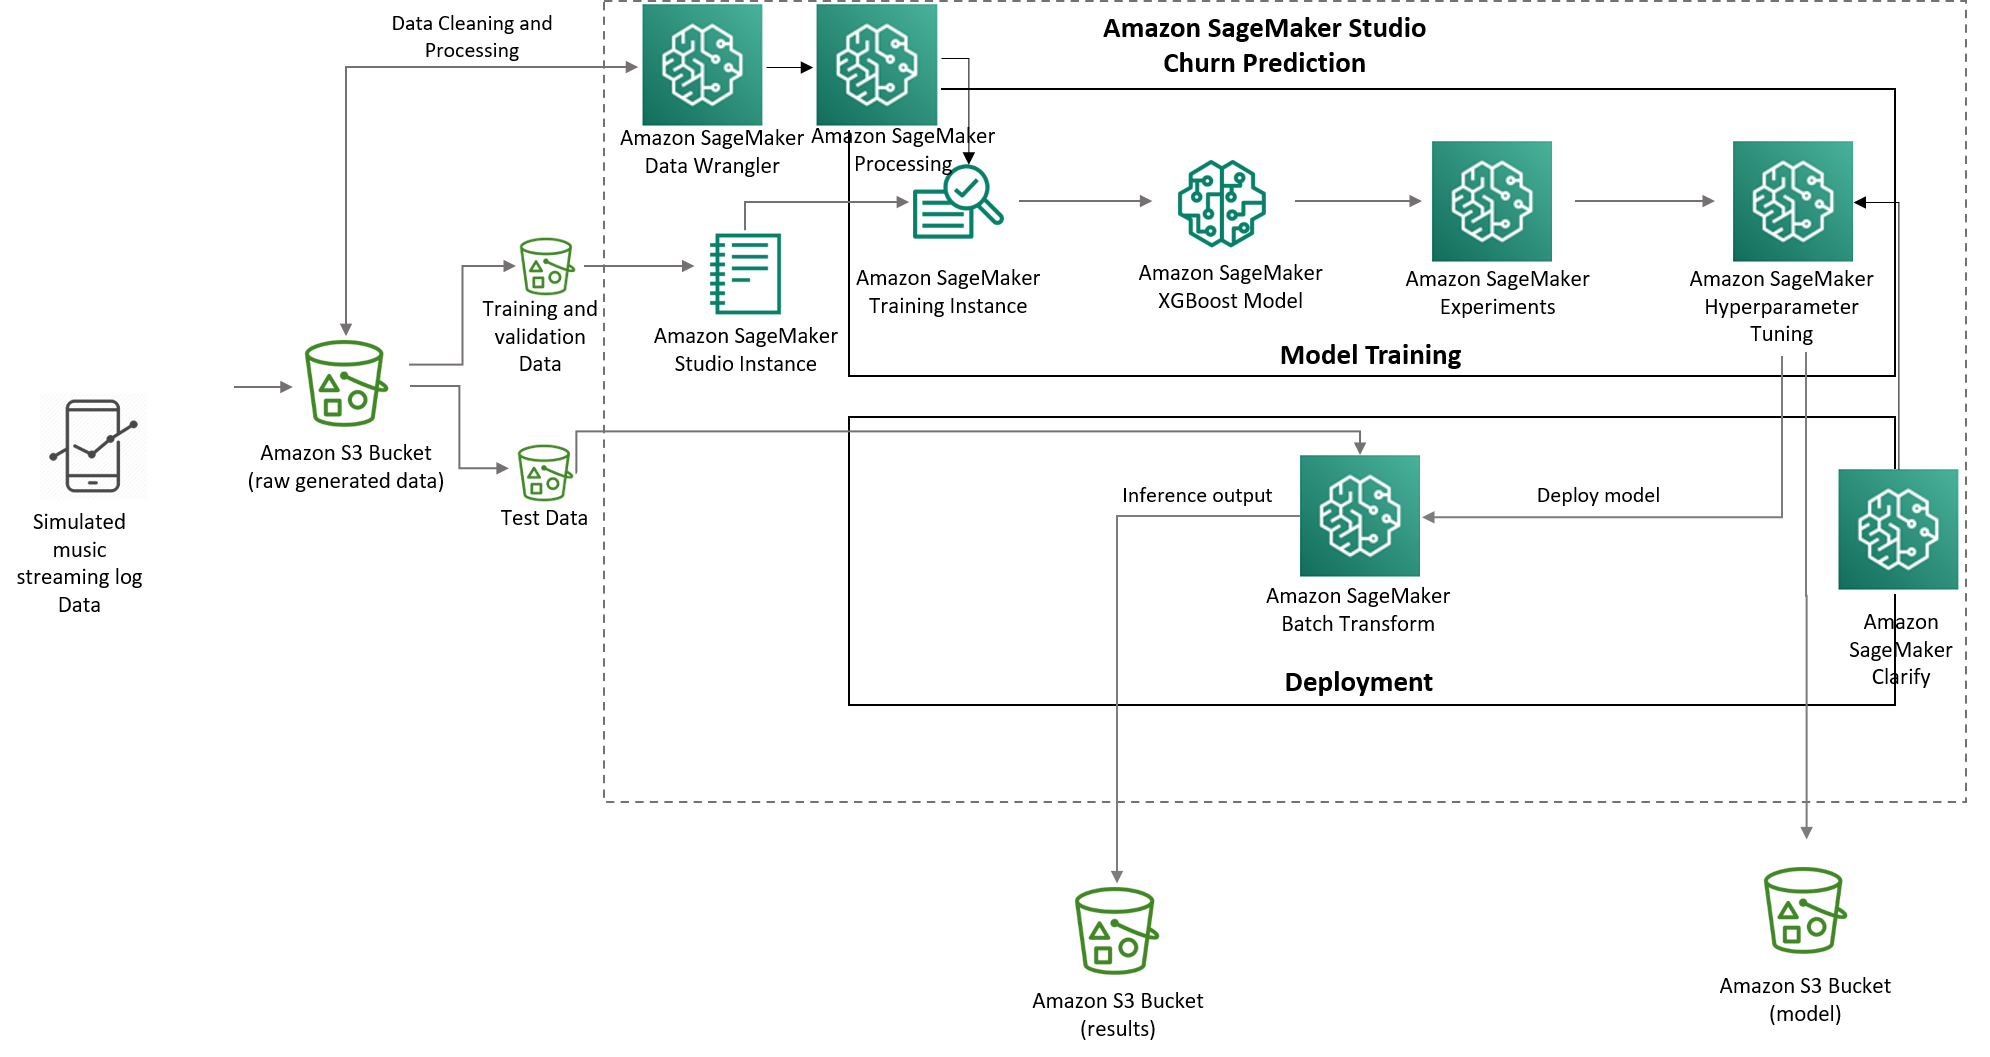 Data Cleaning and
Processing
Amazon SageMaker Studio
Churn Prediction
Amazon SageMaker
Data Wrangler
Amazon SageMaker
Processing
Amazon SageMaker
Training Instance
Amazon SageMaker
XGBoost Model
Amazon SageMaker
Experiments
Amazon SageMaker
Hyperparameter
Tuning
Training and
validation
Data
Amazon SageMaker
Studio Instance
Model Training
Amazon S3 Bucket
(raw generated data)
Simulated
music
streaming log
Data
Test Data
Inference output
Deploy model
Amazon SageMaker
Batch Transform
Amazon
SageMaker
Clarify
Deployment
Amazon S3 Bucket
(results)
Amazon S3 Bucket
(model)